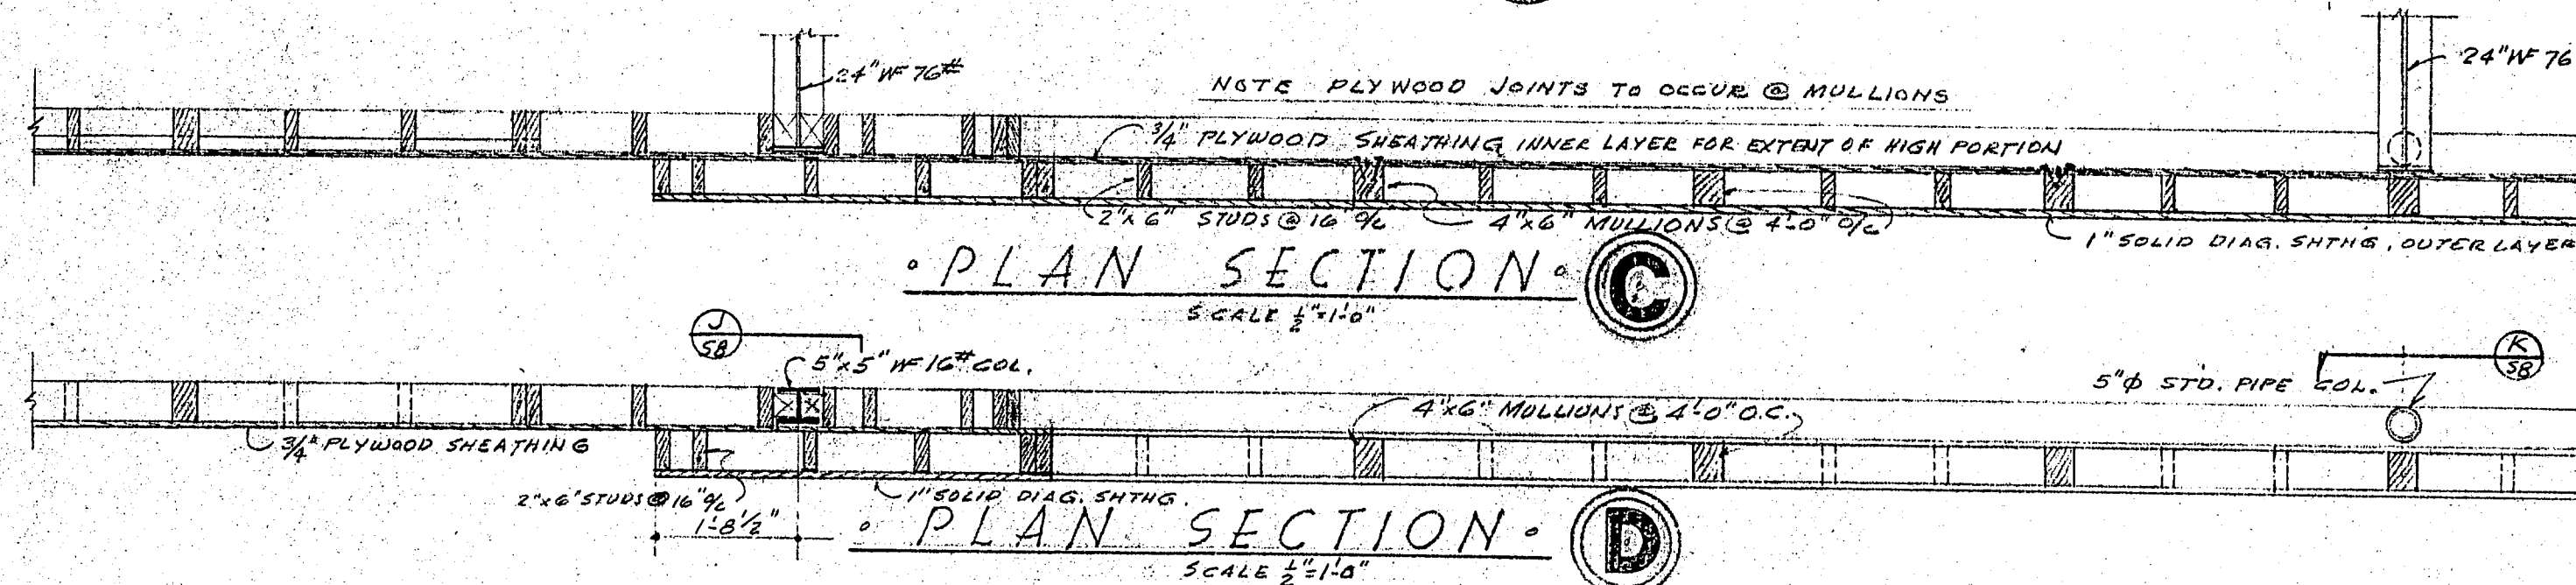 24"WF 76#
24"WF 76
NOTE PLYWOOD JOINTS TO OCCUR @ MULLIONS
3/4" PLYWOOD SHEATHING INNER LAYER FOR EXTENT OF HIGH PORTION
2"x6" STUDS @ 16" O/C
4"x6" MULLIONS @ 4'-0" O/C
1" SOLID DIAG. SHTHG, OUTER LAYER
PLAN SECTION C
SCALE 1/2"=1'-0"
J
S8
5"x5" WF 16# COL.
K
S8
5"ф STD. PIPE COL.
4"x6" MULLIONS @ 4'-0" O.C.
3/4" PLYWOOD SHEATHING
2"x6" STUDS @ 16" O/C
1" SOLID DIAG. SHTHG.
1'-8 1/2"
PLAN SECTION D
SCALE 1/2"=1'-0"